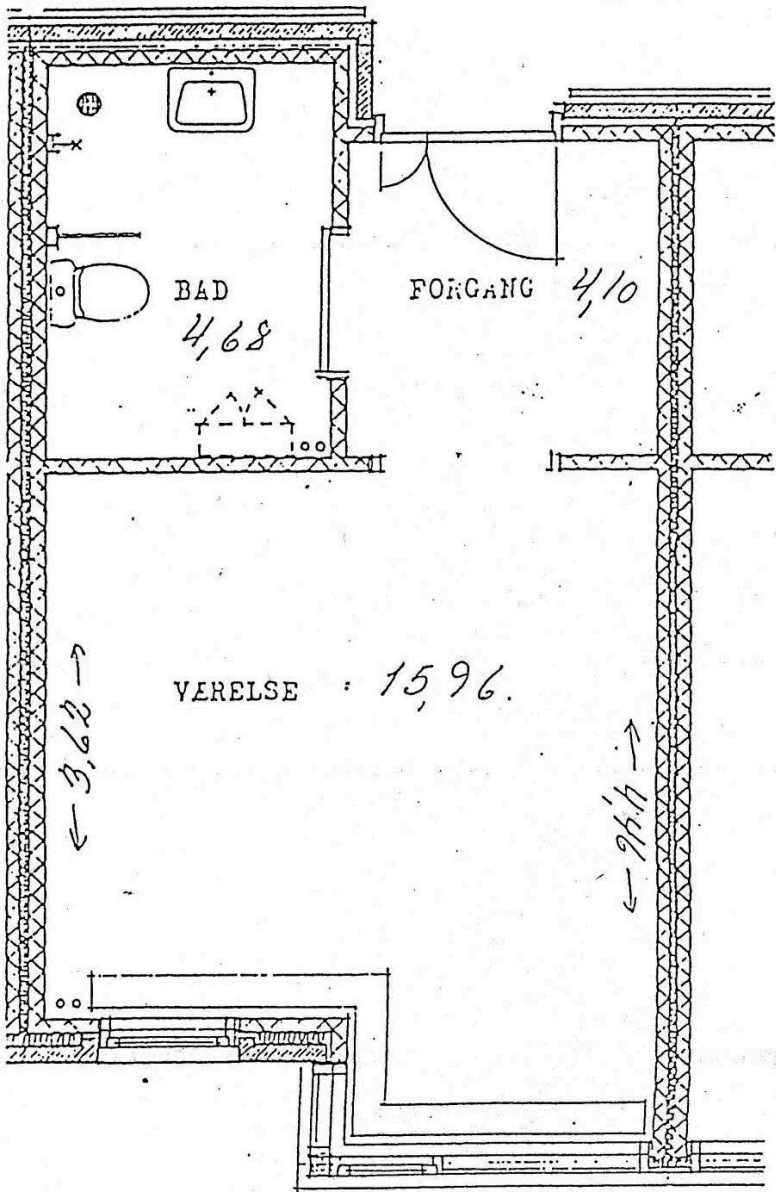 BAD
4,68
FORGANG 4,10
VÆRELSE : 15,96.
← 3,62 →
← 4,46 →